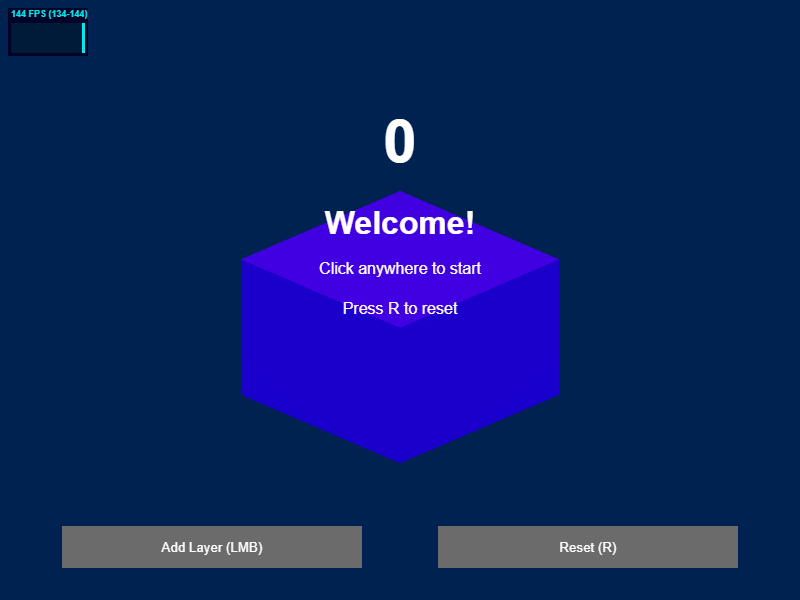 144 FPS (134-144)
0
Welcome!
Click anywhere to start
Press R to reset
Add Layer (LMB)
Reset (R)